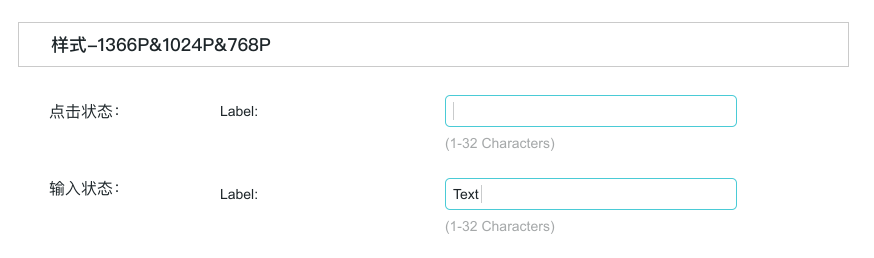 样式-1366P&1024P&768P
点击状态： Label:
(1-32 Characters)
输入状态： Label: Text
(1-32 Characters)